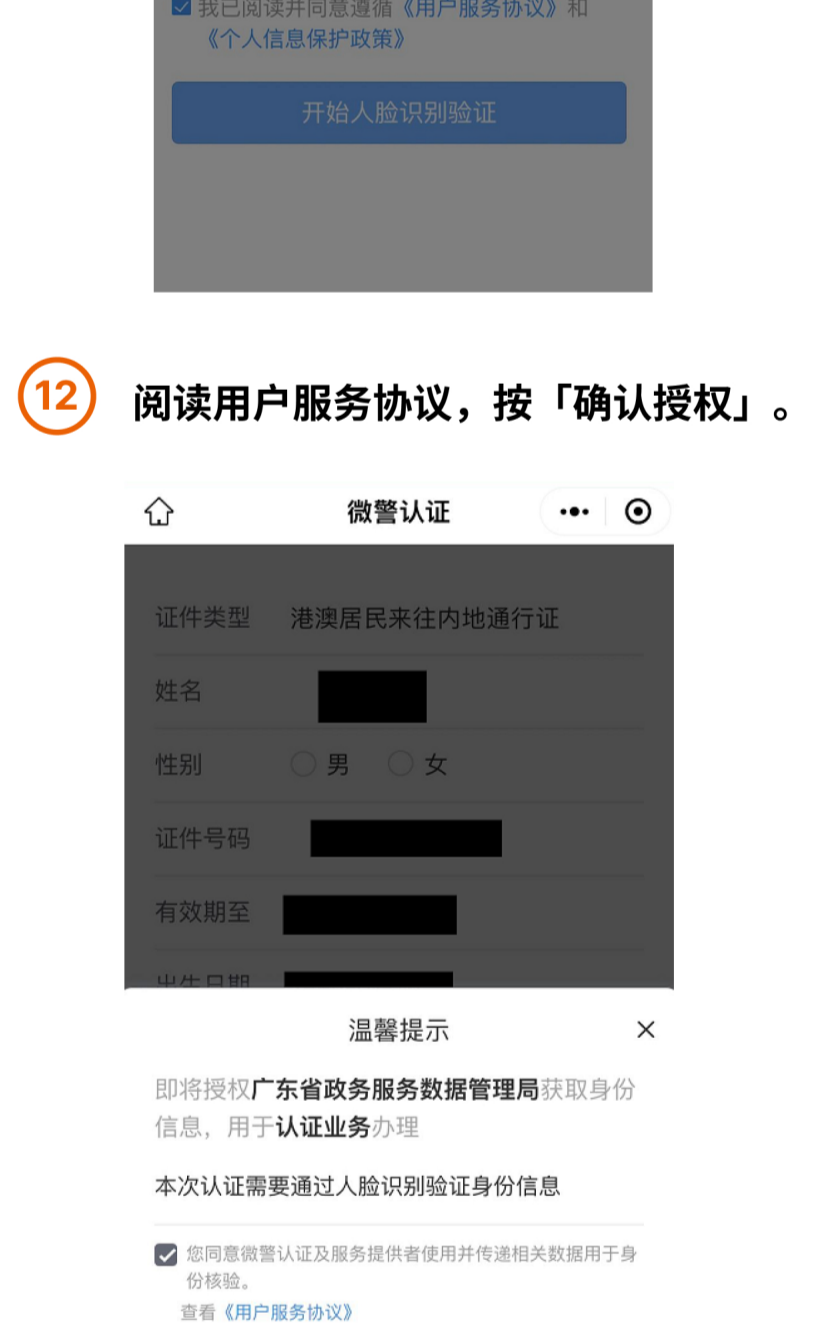 我已阅读并同意遵循《用户服务协议》和
《个人信息保护政策》
开始人脸识别验证
12 阅读用户服务协议，按「确认授权」。
微警认证
证件类型 港澳居民来往内地通行证
姓名
性别 男 女
证件号码
有效期至
出生日期
温馨提示
即将授权广东省政务服务数据管理局获取身份
信息，用于认证业务办理
本次认证需要通过人脸识别验证身份信息
您同意微警认证及服务提供者使用并传递相关数据用于身
份核验。
查看《用户服务协议》